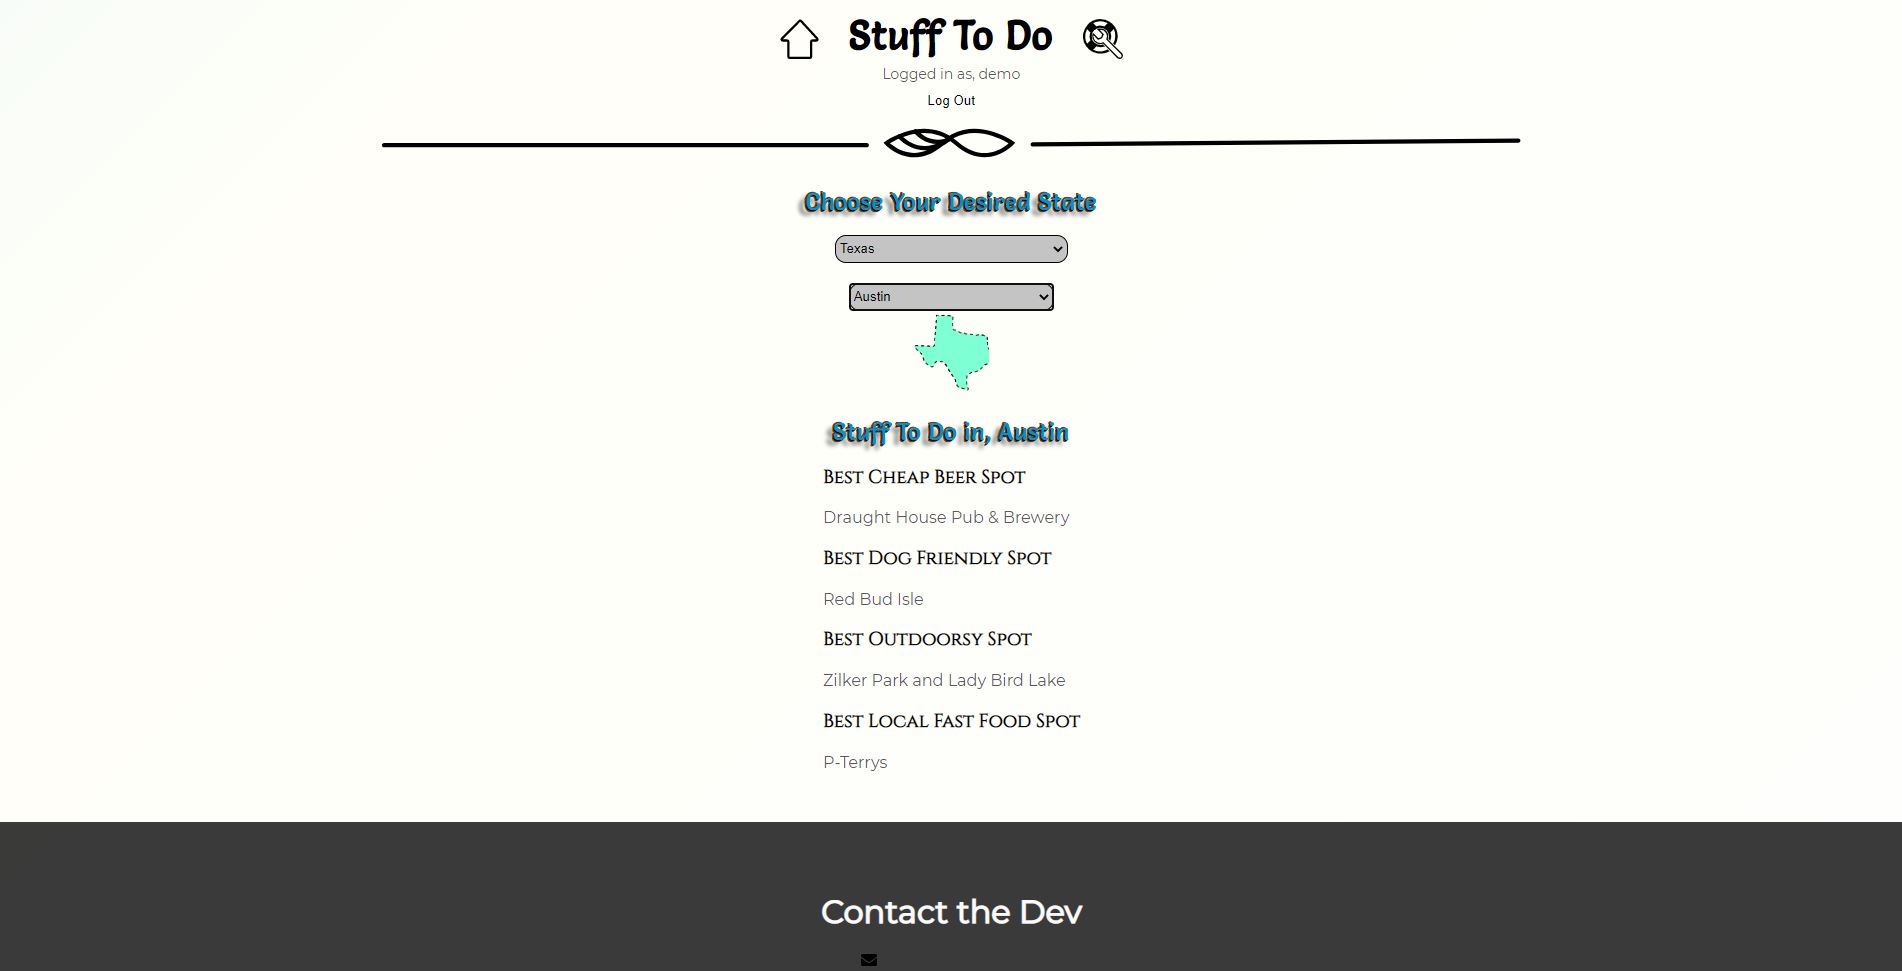 Stuff To Do
Logged in as, demo
Log Out
Choose Your Desired State
Texas
Austin
Stuff To Do in, Austin
Best Cheap Beer Spot
Draught House Pub & Brewery
Best Dog Friendly Spot
Red Bud Isle
Best Outdoorsy Spot
Zilker Park and Lady Bird Lake
Best Local Fast Food Spot
P-Terrys
Contact the Dev